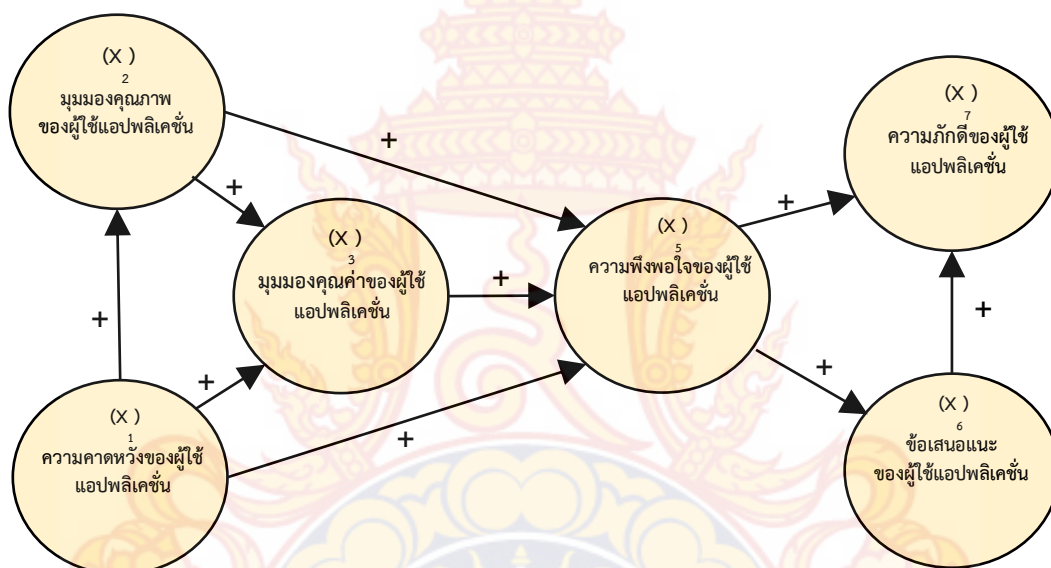 (X )
2
มุมมองคุณภาพ
ของผู้ใช้แอปพลิเคชั่น
(X )
7
ความภักดีของผู้ใช้
แอปพลิเคชั่น
+
+
+
(X )
3
มุมมองคุณค่าของผู้ใช้
แอปพลิเคชั่น
+
(X )
5
ความพึงพอใจของผู้ใช้
แอปพลิเคชั่น
+
+
+
+
+
(X )
1
ความคาดหวังของผู้ใช้
แอปพลิเคชั่น
(X )
6
ข้อเสนอแนะ
ของผู้ใช้แอปพลิเคชั่น